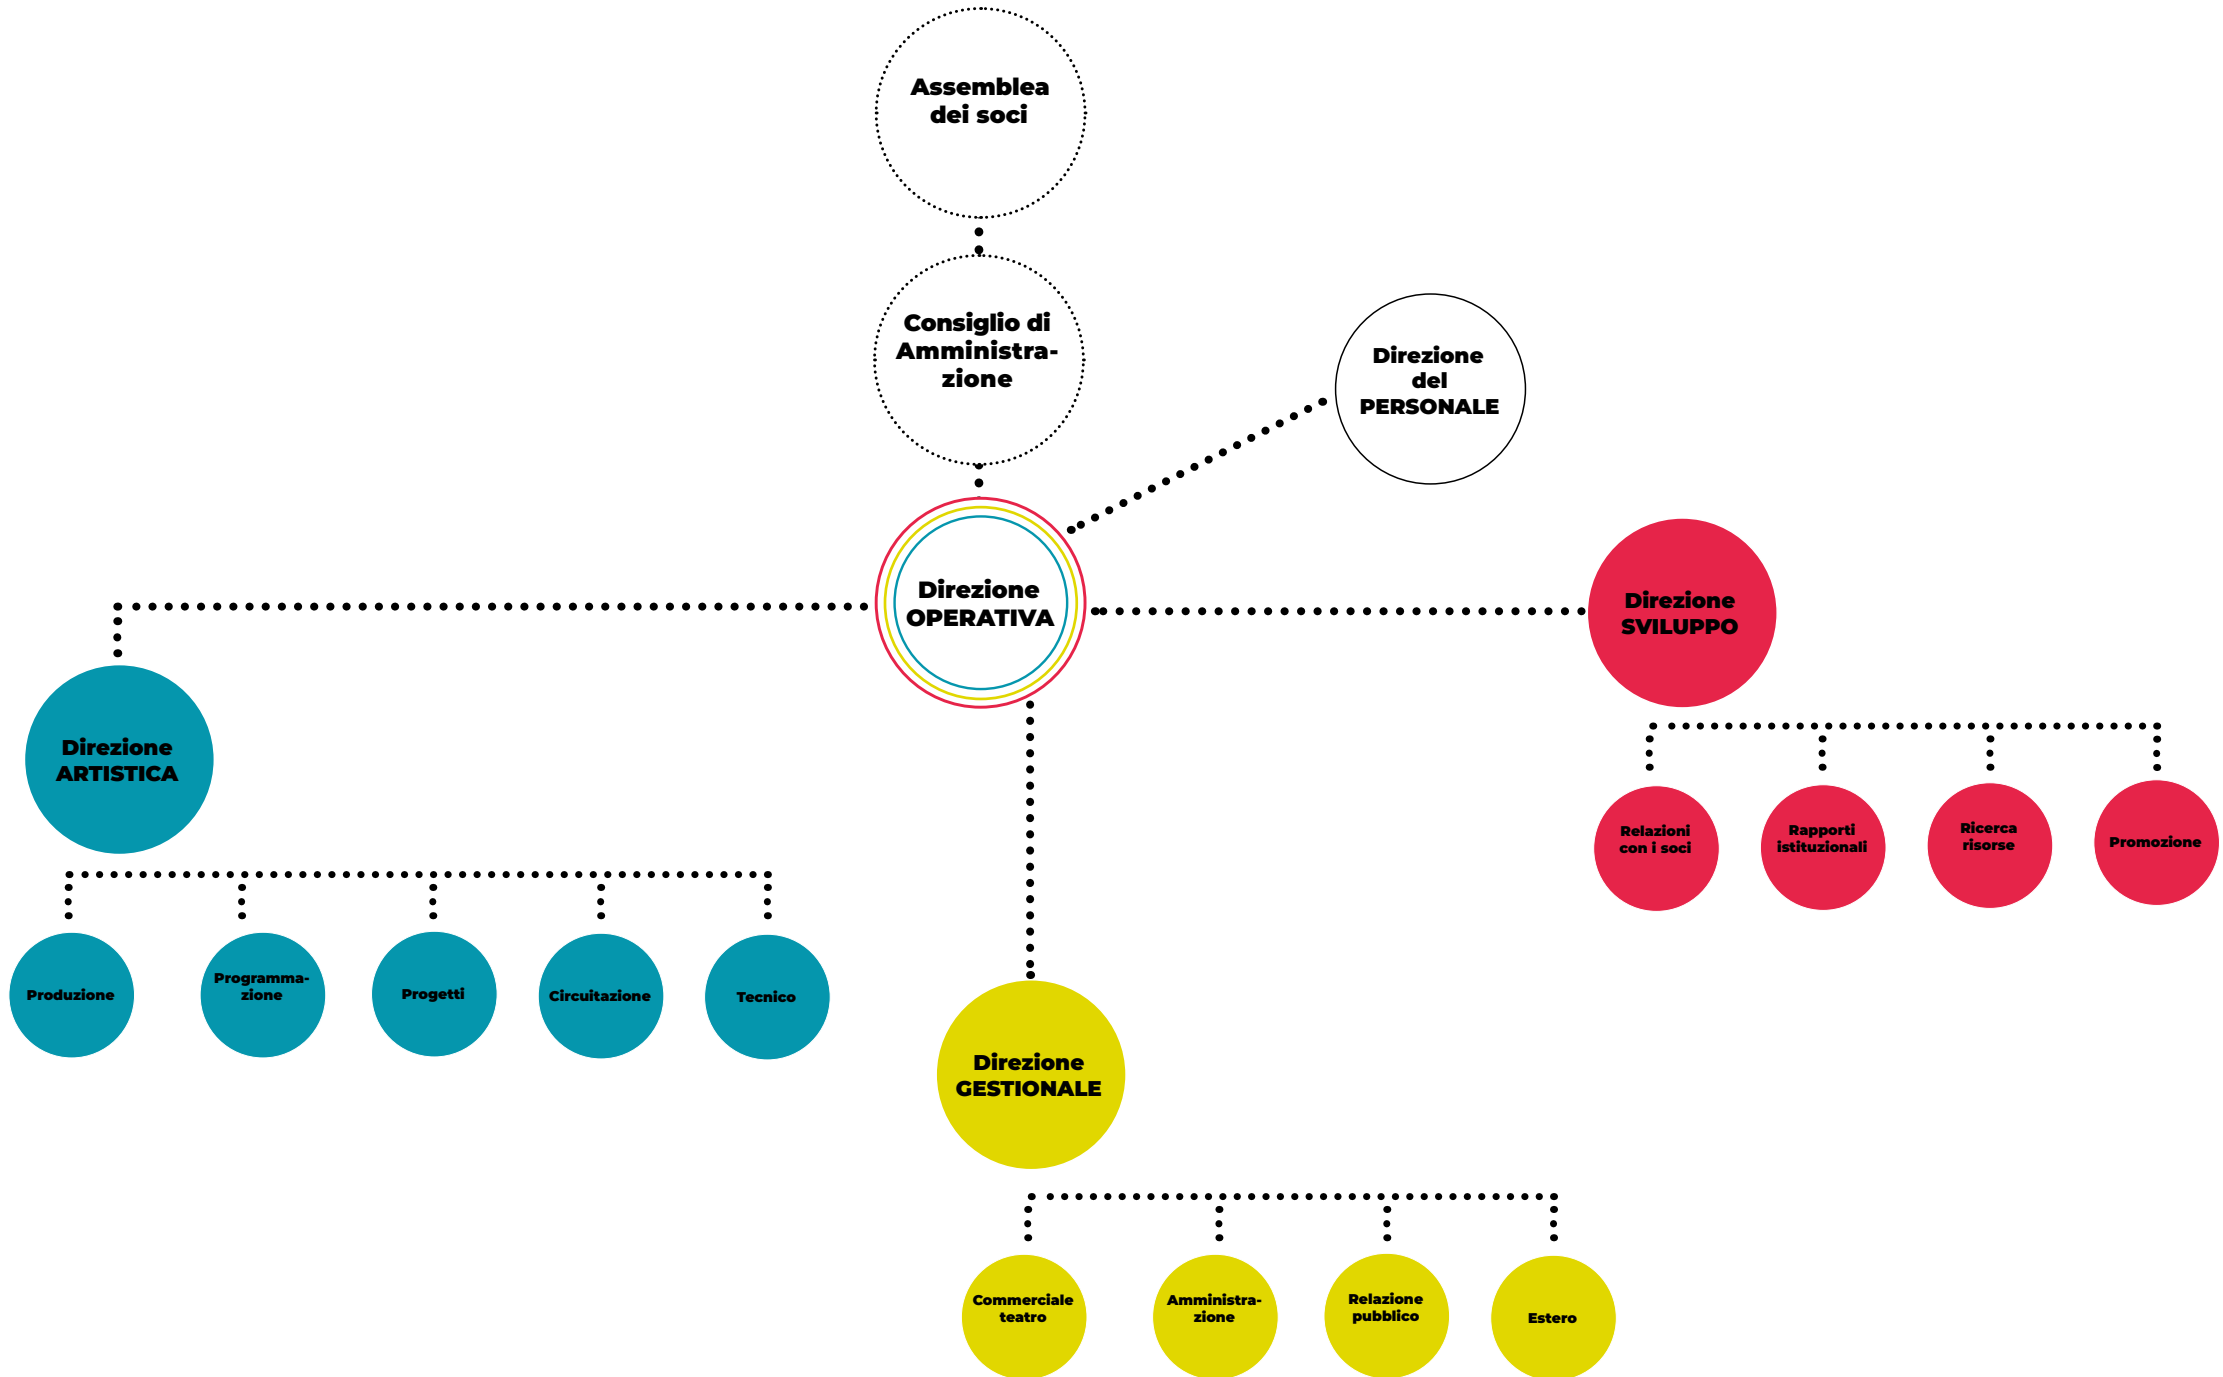 Assemblea
dei soci
Consiglio di
Amministra-
zione
Direzione
del
PERSONALE
Direzione
OPERATIVA
Direzione
SVILUPPO
Direzione
ARTISTICA
Relazioni
con i soci
Rapporti
istituzionali
Ricerca
risorse
Promozione
Produzione
Programma-
zione
Progetti
Circuitazione
Tecnico
Direzione
GESTIONALE
Commerciale
teatro
Amministra-
zione
Relazione
pubblico
Estero